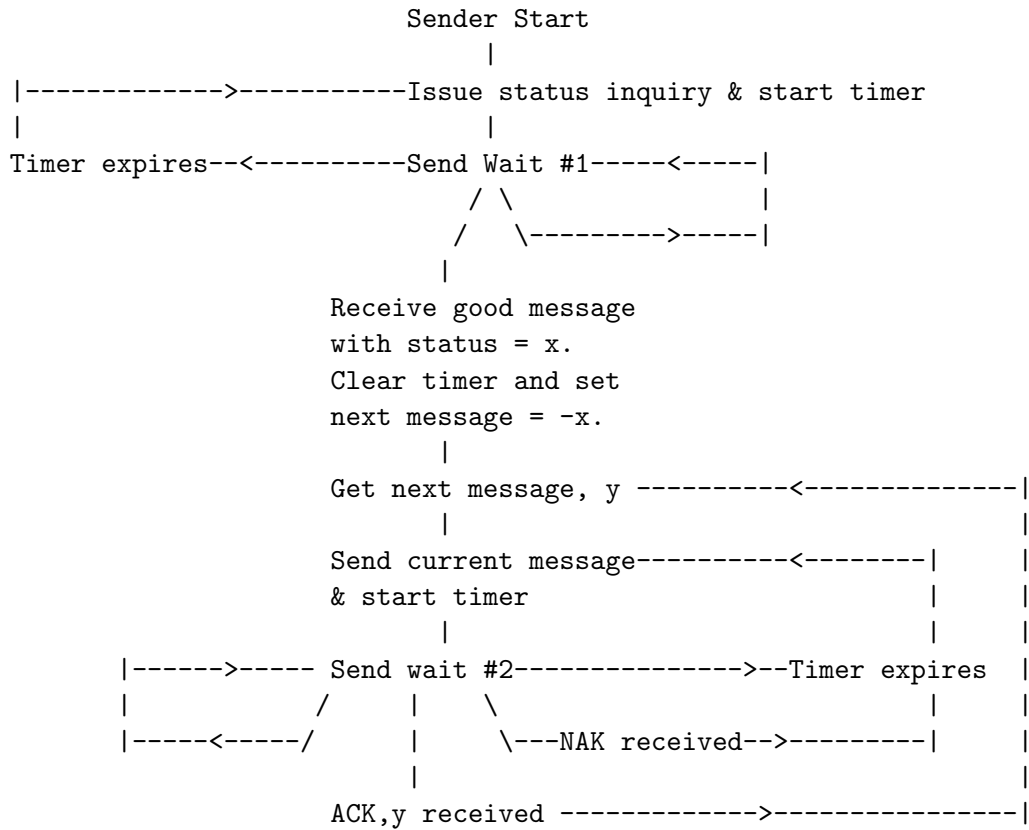 Sender Start
|
|------------->-----------Issue status inquiry & start timer
| |
Timer expires--<----------Send Wait #1-----<-----|
/ \ |
/ \--------->-----|
|
Receive good message
with status = x.
Clear timer and set
next message = -x.
|
Get next message, y ----------<--------------|
| |
Send current message----------<--------| |
& start timer | |
| | |
|------>----- Send wait #2--------------->--Timer expires |
| / | \ | |
|-----<-----/ | \---NAK received-->---------| |
| |
ACK,y received ------------->----------------|